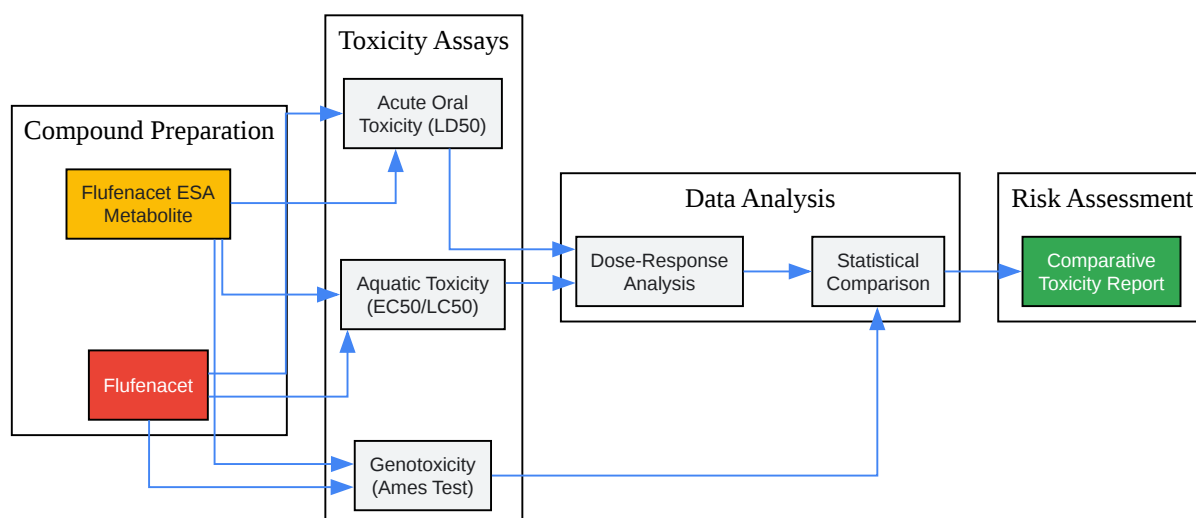 Compound Preparation
Flufenacet ESA
Metabolite
Flufenacet
Toxicity Assays
Acute Oral
Toxicity (LD50)
Aquatic Toxicity
(EC50/LC50)
Genotoxicity
(Ames Test)
Data Analysis
Dose-Response
Analysis
Statistical
Comparison
Risk Assessment
Comparative
Toxicity Report